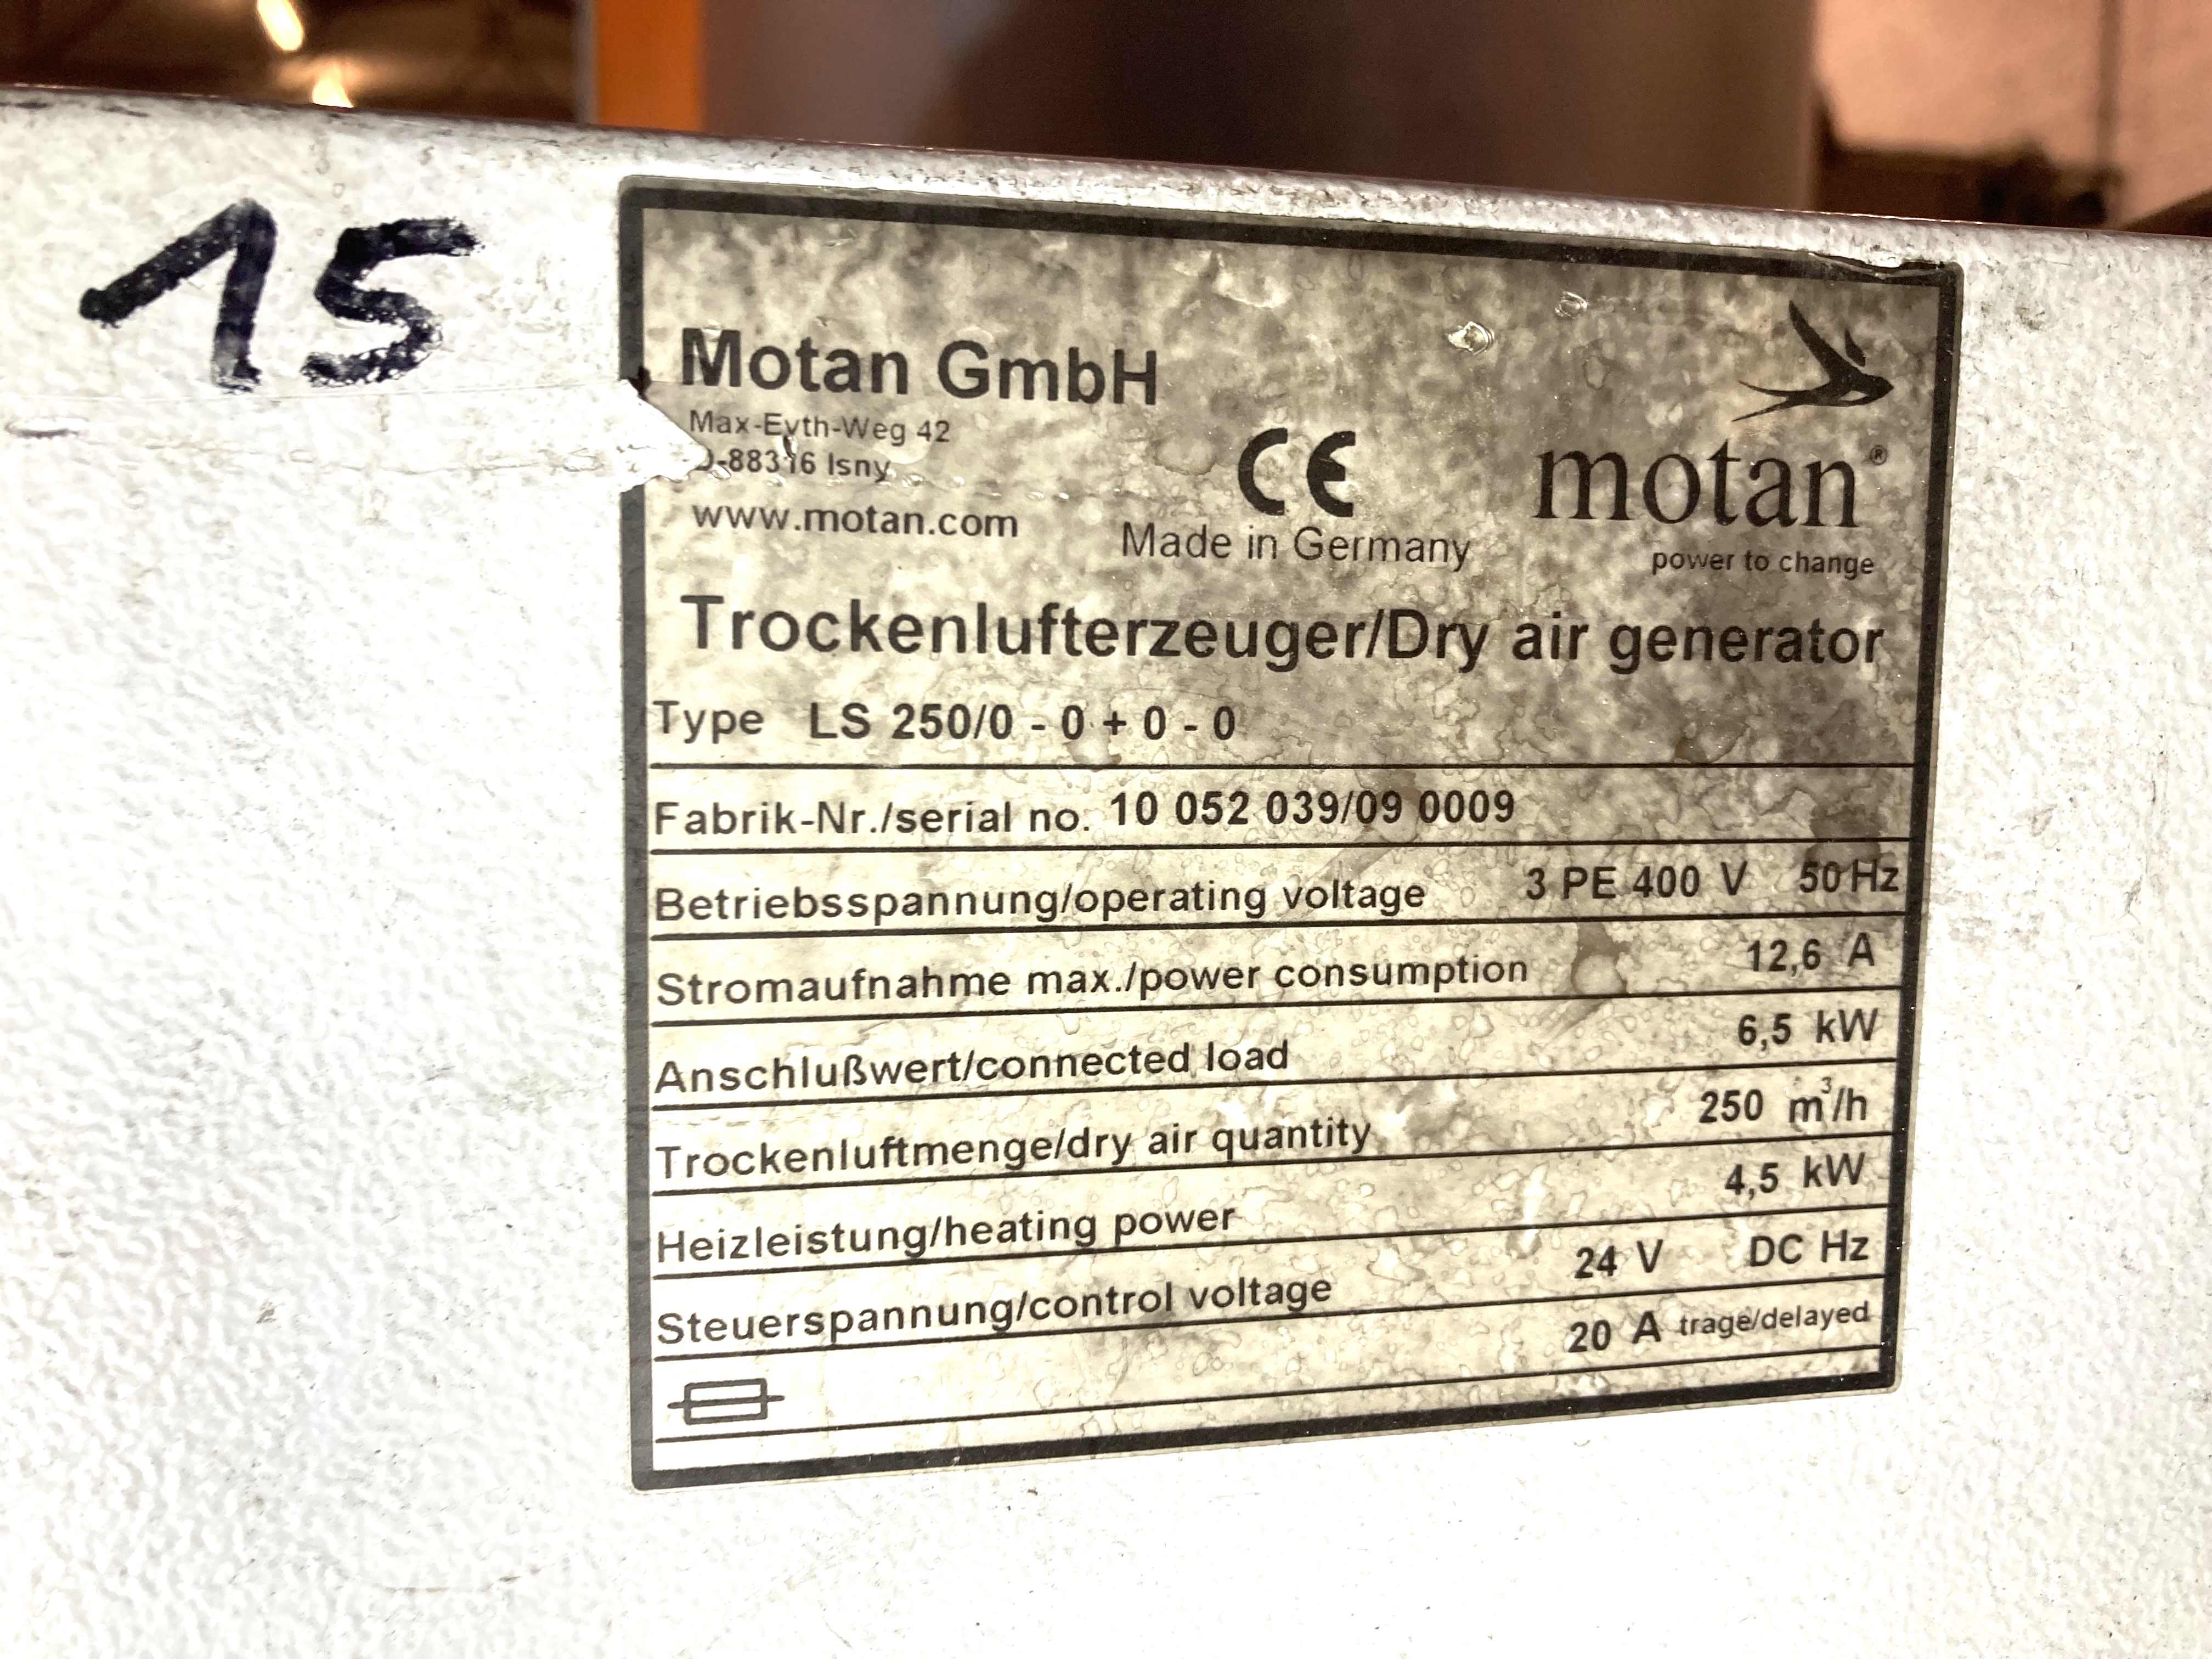 15
Motan GmbH
Max-Eyth-Weg 42
D-88316 Isny
www.motan.com
CE
Made in Germany
motan®
power to change
Trockenlufterzeuger/Dry air generator
Type LS 250/0 - 0 + 0 - 0
Fabrik-Nr./serial no. 10 052 039/09 0009
Betriebsspannung/operating voltage 3 PE 400 V 50 Hz
Stromaufnahme max./power consumption 12,6 A
Anschlußwert/connected load 6,5 kW
Trockenluftmenge/dry air quantity 250 m³/h
Heizleistung/heating power 4,5 kW
Steuerspannung/control voltage 24 V DC Hz
20 A trage/delayed